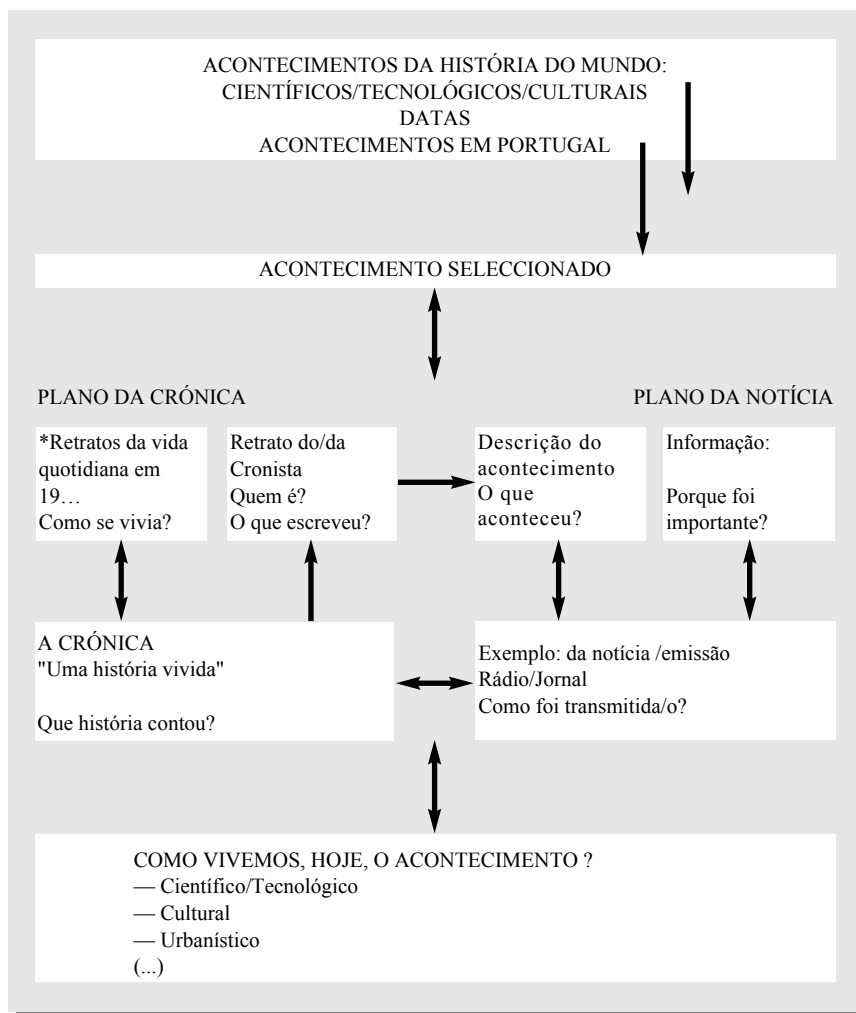 ACONTECIMENTOS DA HISTÓRIA DO MUNDO:
CIENTÍFICOS/TECNOLÓGICOS/CULTURAIS
DATAS
ACONTECIMENTOS EM PORTUGAL
ACONTECIMENTO SELECCIONADO
PLANO DA CRÓNICA
PLANO DA NOTÍCIA
*Retratos da vida
quotidiana em
19…
Como se vivia?
Retrato do/da
Cronista
Quem é?
O que escreveu?
Descrição do
acontecimento
O que
aconteceu?
Informação:
Porque foi
importante?
A CRÓNICA
"Uma história vivida"
Que história contou?
Exemplo: da notícia /emissão
Rádio/Jornal
Como foi transmitida/o?
COMO VIVEMOS, HOJE, O ACONTECIMENTO ?
— Científico/Tecnológico
— Cultural
— Urbanístico
(...)